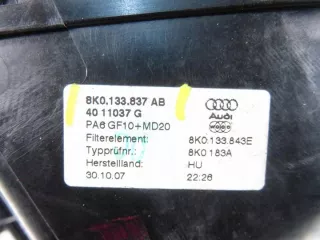 8K0.133.837 AB
40 11037 G
PA6 GF10+MD20
Audi
Filterelement: 8K0.133.843E
Typprüfnr.: 8K0 183A
Herstelland: HU
30.10.07 22:26